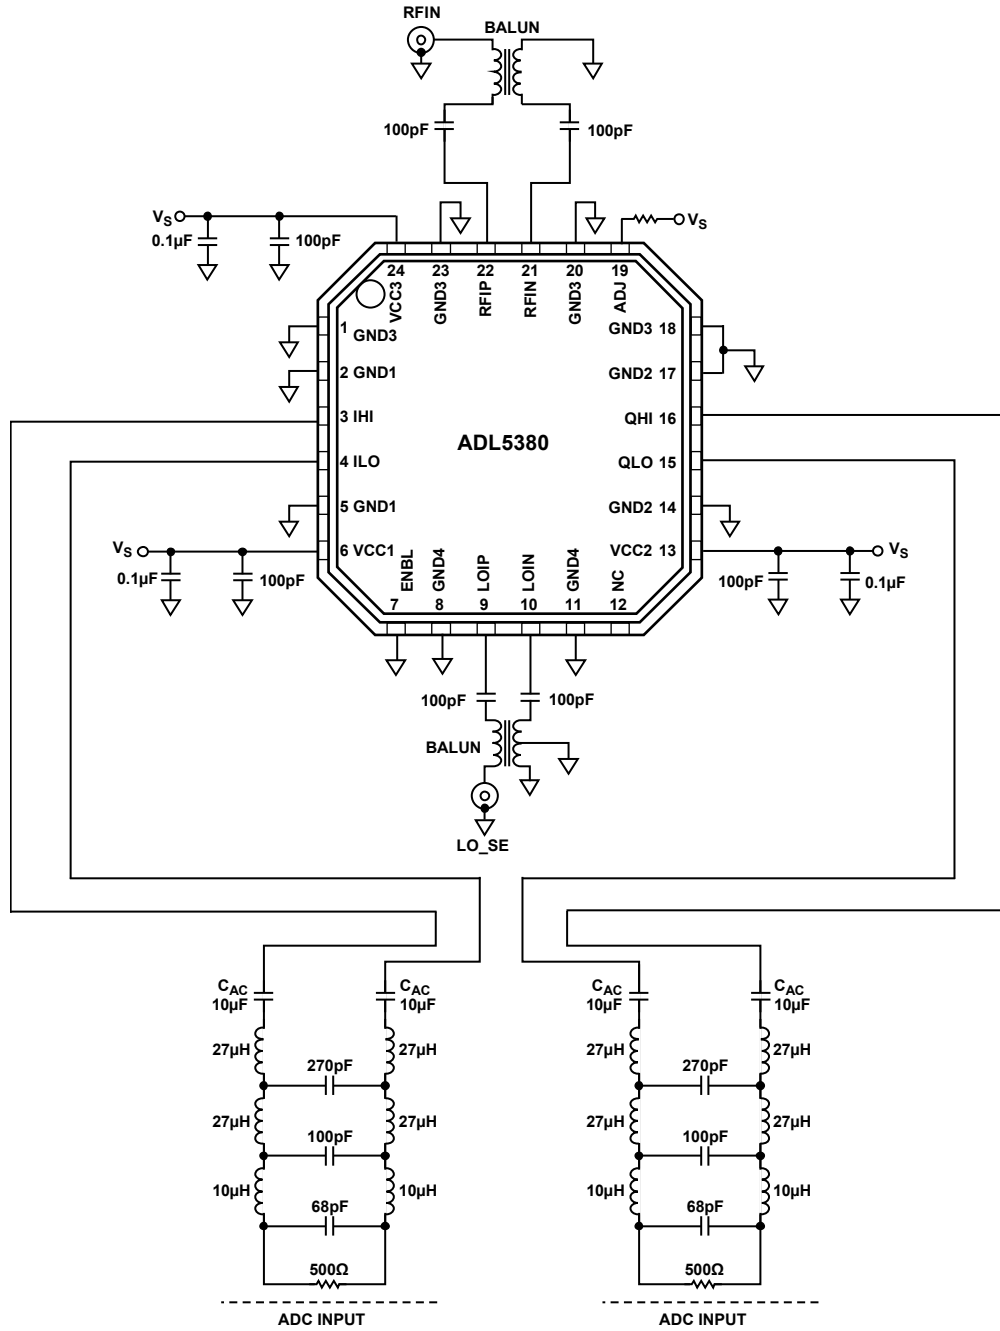 RFIN
BALUN
100pF
100pF
VS
0.1µF
100pF
VS
24
23
22
21
20
19
VCC3
GND3
RFIP
RFIN
GND3
ADJ
1
GND3
2 GND1
3 IHI
4 ILO
5 GND1
6 VCC1
GND3 18
GND2 17
QHI 16
QLO 15
GND2 14
VCC2 13
ADL5380
VS
0.1µF
100pF
100pF
0.1µF
VS
ENBL
GND4
LOIP
LOIN
GND4
NC
7
8
9
10
11
12
100pF
100pF
BALUN
LO_SE
CAC
10µF
CAC
10µF
CAC
10µF
CAC
10µF
27µH
27µH
27µH
27µH
270pF
270pF
27µH
27µH
27µH
27µH
100pF
100pF
10µH
10µH
10µH
10µH
68pF
68pF
500Ω
500Ω
ADC INPUT
ADC INPUT